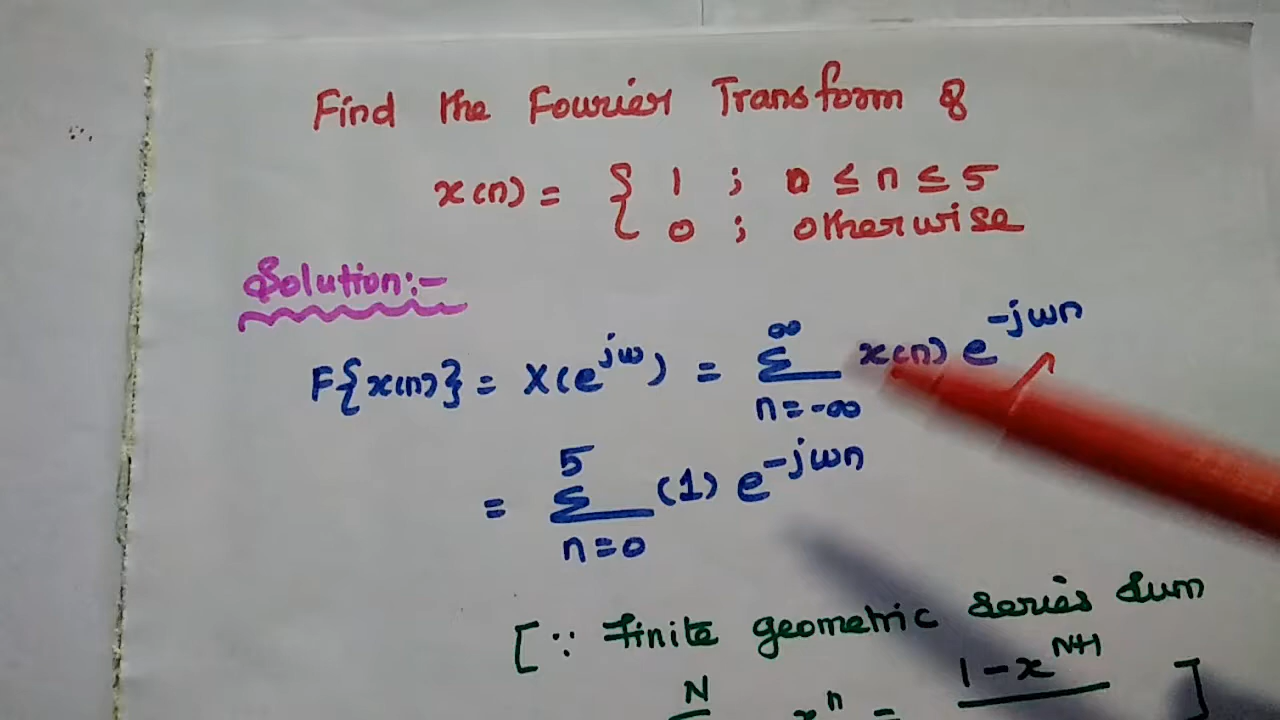 Find the Fourier Transform of
x(n) = { 1 ; 0 ≤ n ≤ 5
0 ; otherwise
Solution:-
F{x(n)} = X(e^jω) = Σ_{n=-∞}^{∞} x(n) e^{-jωn}
= Σ_{n=0}^{5} (1) e^{-jωn}
[∵ finite geometric series sum
N Σ x^n = 1-x^{N+1} ]